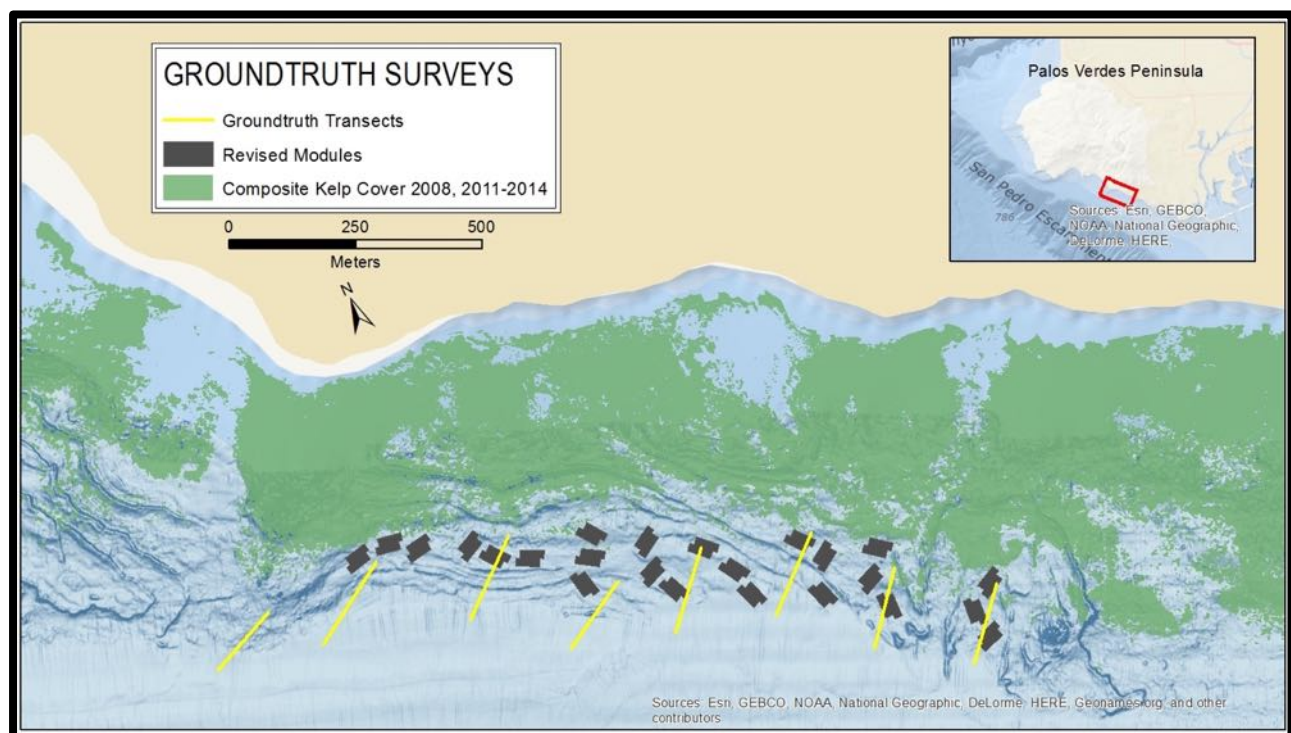 GROUNDTRUTH SURVEYS
Groundtruth Transects
Revised Modules
Composite Kelp Cover 2008, 2011-2014
0 250 500
Meters
N
Palos Verdes Peninsula
San Pedro Escarpment
786
Sources: Esri, GEBCO,
NOAA, National Geographic,
DeLorme, HERE,
Sources: Esri, GEBCO, NOAA, National Geographic, DeLorme, HERE, Geonames.org, and other
contributors